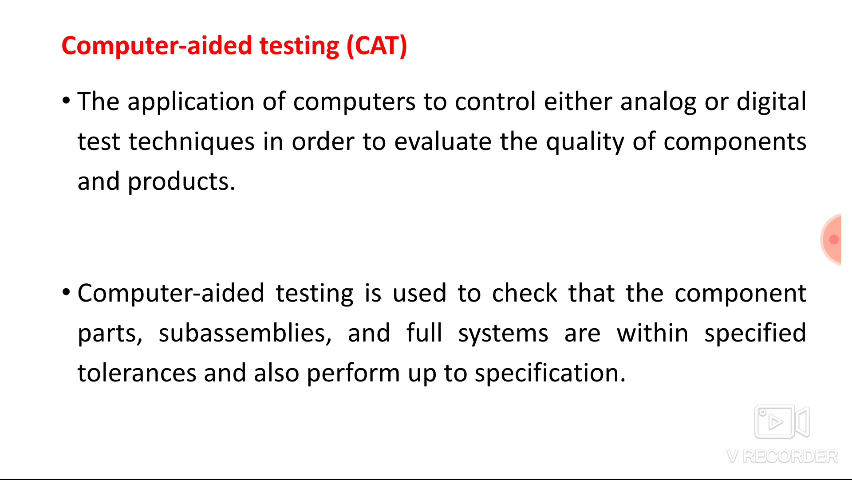 Computer-aided testing (CAT)
• The application of computers to control either analog or digital
test techniques in order to evaluate the quality of components
and products.
• Computer-aided testing is used to check that the component
parts, subassemblies, and full systems are within specified
tolerances and also perform up to specification.
V RECORDER